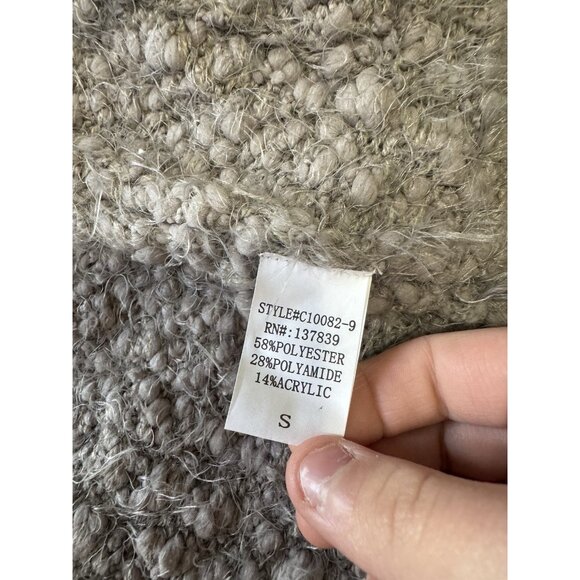 STYLE#C10082-9
RN#:137839
58%POLYESTER
28%POLYAMIDE
14%ACRYLIC
S